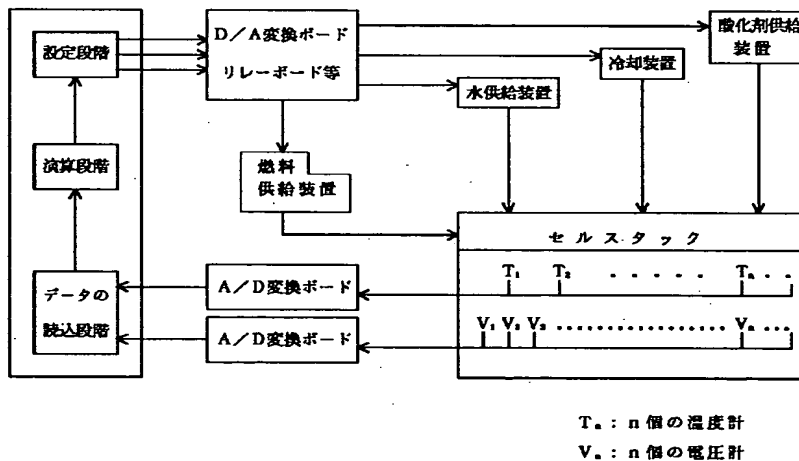 設定段階
演算段階
データの
読込段階
D／A変換ボード
リレーボード等
燃料
供給装置
A／D変換ボード
A／D変換ボード
水供給装置
冷却装置
酸化剤供給
装置
セルスタック
T₁ T₂ ・・・・・ Tₙ ・・
V₁ V₂ V₃ ・・・・・・・・・・・・・・・・・・ Vₙ ・・・
Tₙ：n個の温度計
Vₙ：n個の電圧計